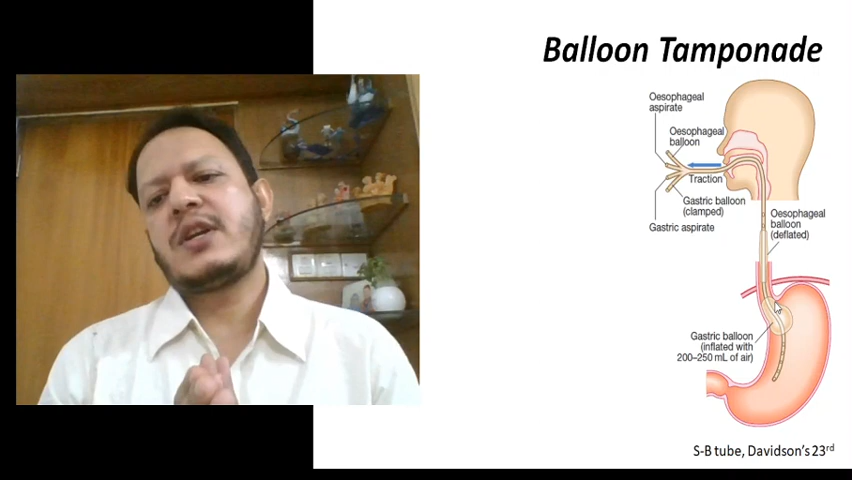 Balloon Tamponade
Oesophageal
aspirate
Oesophageal
balloon
Traction
Gastric balloon
(clamped)
Gastric aspirate
Oesophageal
balloon
(deflated)
Gastric balloon
(inflated with
200–250 mL of air)
S-B tube, Davidson's 23rd